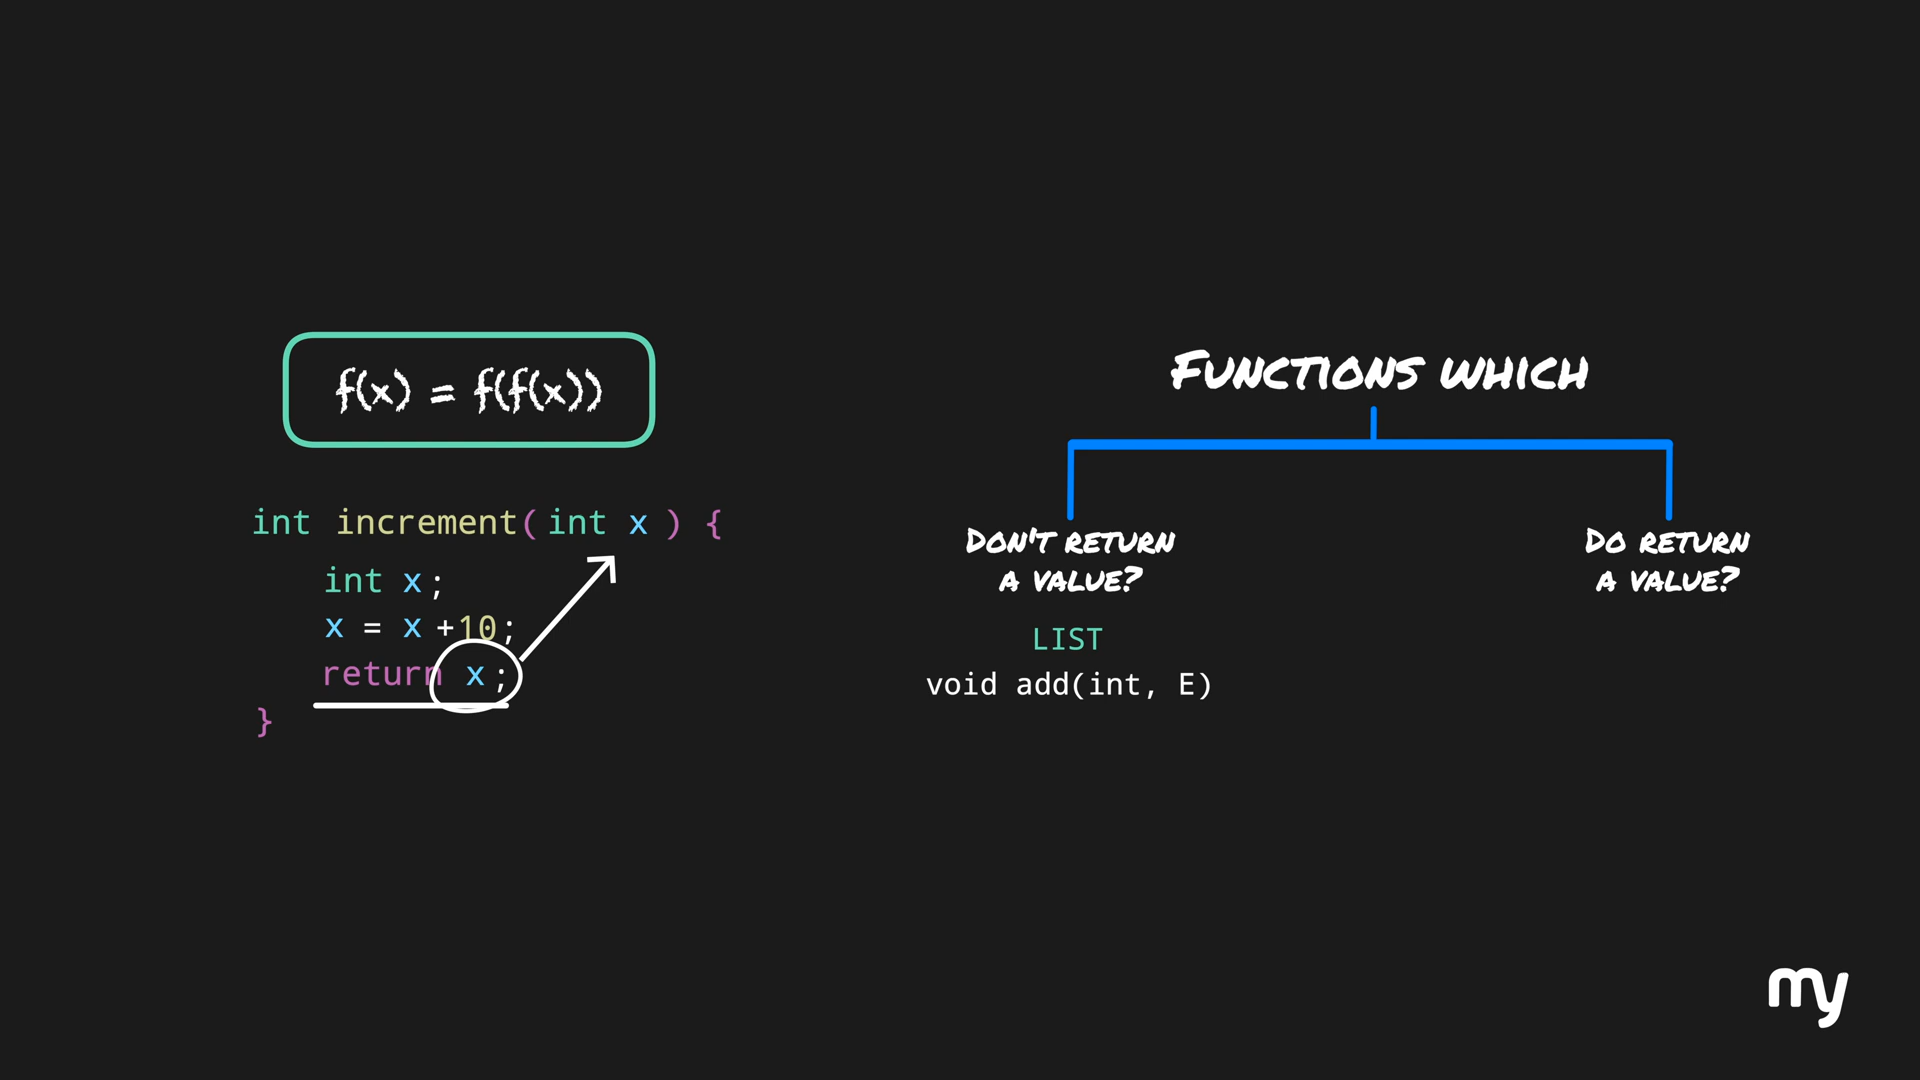 f(x) = f(f(x))
int increment( int x ) {
int x ;
x = x +10;
return x ;
}
FUNCTIONS WHICH
DON'T RETURN
A VALUE?
LIST
void add(int, E)
DO RETURN
A VALUE?
my